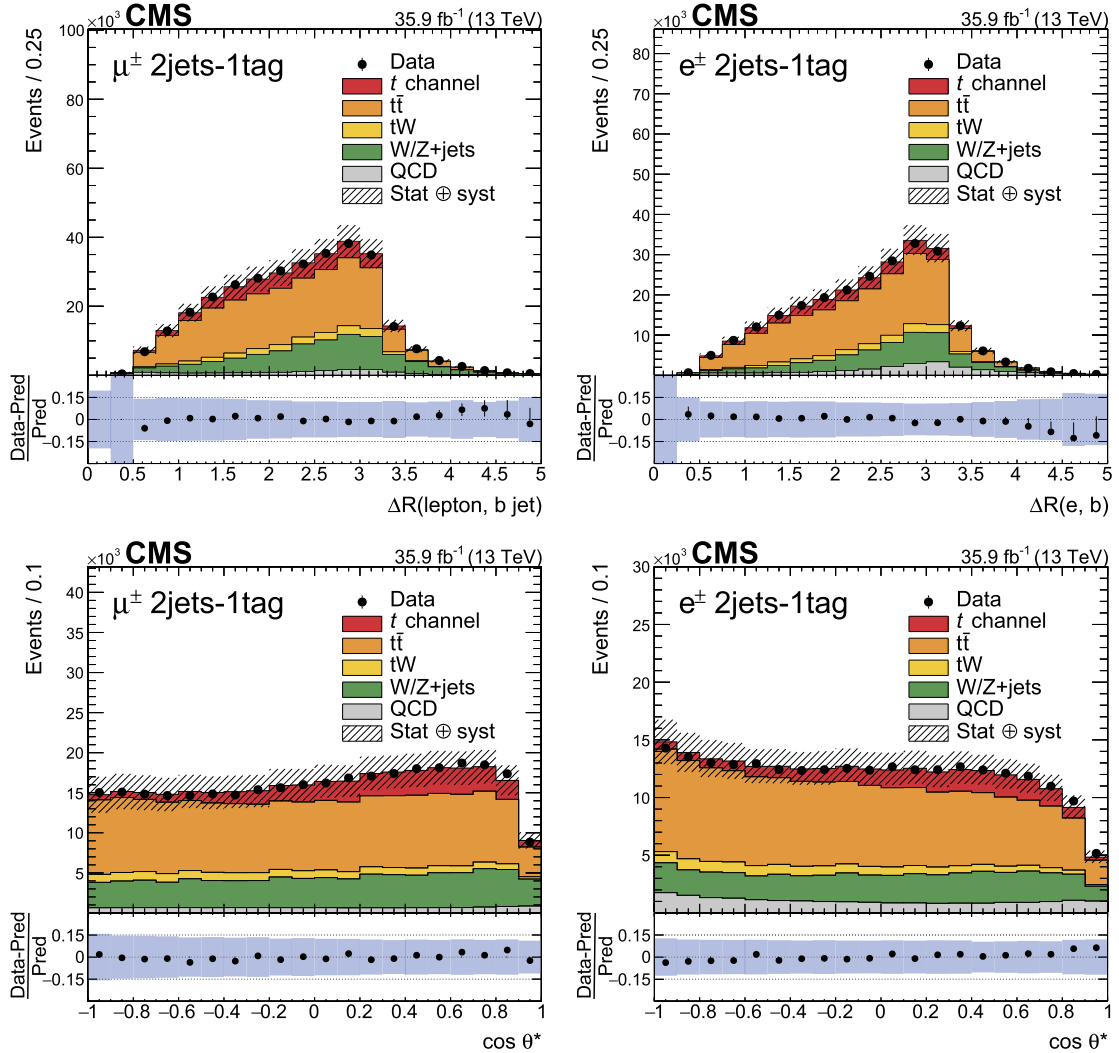 ×10³ CMS 35.9 fb⁻¹ (13 TeV)
Events / 0.25
μ± 2jets-1tag
Data
t channel
tt̄
tW
W/Z+jets
QCD
Stat ⊕ syst
100
80
60
40
20
Data-Pred
Pred
0.15
0
−0.15
0 0.5 1 1.5 2 2.5 3 3.5 4 4.5 5
ΔR(lepton, b jet)
×10³ CMS 35.9 fb⁻¹ (13 TeV)
Events / 0.25
e± 2jets-1tag
Data
t channel
tt̄
tW
W/Z+jets
QCD
Stat ⊕ syst
80
70
60
50
40
30
20
10
Data-Pred
Pred
0.15
0
−0.15
0 0.5 1 1.5 2 2.5 3 3.5 4 4.5 5
ΔR(e, b)
×10³ CMS 35.9 fb⁻¹ (13 TeV)
Events / 0.1
μ± 2jets-1tag
Data
t channel
tt̄
tW
W/Z+jets
QCD
Stat ⊕ syst
40
35
30
25
20
15
10
5
Data-Pred
Pred
0.15
0
−0.15
−1 −0.8 −0.6 −0.4 −0.2 0 0.2 0.4 0.6 0.8 1
cos θ*
×10³ CMS 35.9 fb⁻¹ (13 TeV)
Events / 0.1
e± 2jets-1tag
Data
t channel
tt̄
tW
W/Z+jets
QCD
Stat ⊕ syst
30
25
20
15
10
5
Data-Pred
Pred
0.15
0
−0.15
−1 −0.8 −0.6 −0.4 −0.2 0 0.2 0.4 0.6 0.8 1
cos θ*